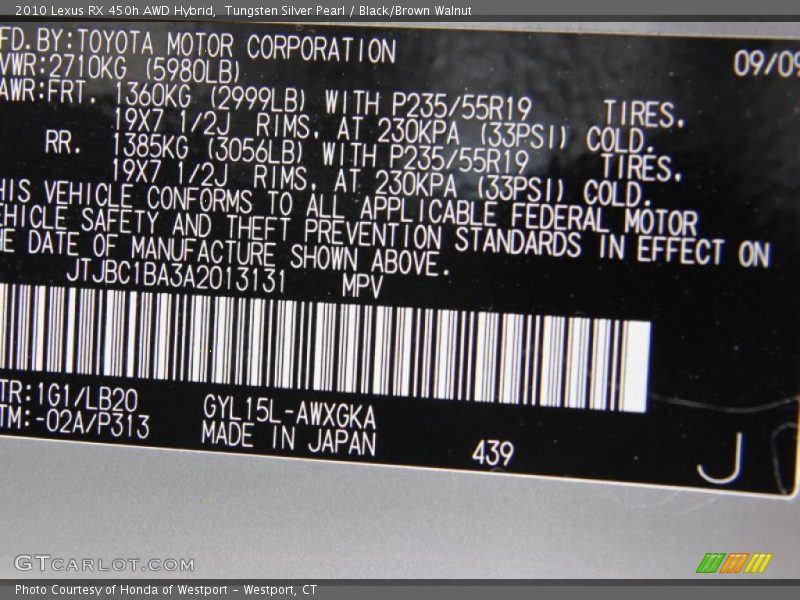 2010 Lexus RX 450h AWD Hybrid, Tungsten Silver Pearl / Black/Brown Walnut
FD. BY:TOYOTA MOTOR CORPORATION 09/09
VWR:2710KG (5980LB)
AWR:FRT. 1360KG (2999LB) WITH P235/55R19 TIRES,
19X7 1/2J RIMS, AT 230KPA (33PSI) COLD.
RR. 1385KG (3056LB) WITH P235/55R19 TIRES,
19X7 1/2J RIMS, AT 230KPA (33PSI) COLD.
HIS VEHICLE CONFORMS TO ALL APPLICABLE FEDERAL MOTOR
EHICLE SAFETY AND THEFT PREVENTION STANDARDS IN EFFECT ON
HE DATE OF MANUFACTURE SHOWN ABOVE.
JTJBC1BA3A2013131 MPV
TR:1G1/LB20 GYL15L-AWXGKA
TM:-02A/P313 MADE IN JAPAN 439 J
GTCARLOT.COM
Photo Courtesy of Honda of Westport - Westport, CT